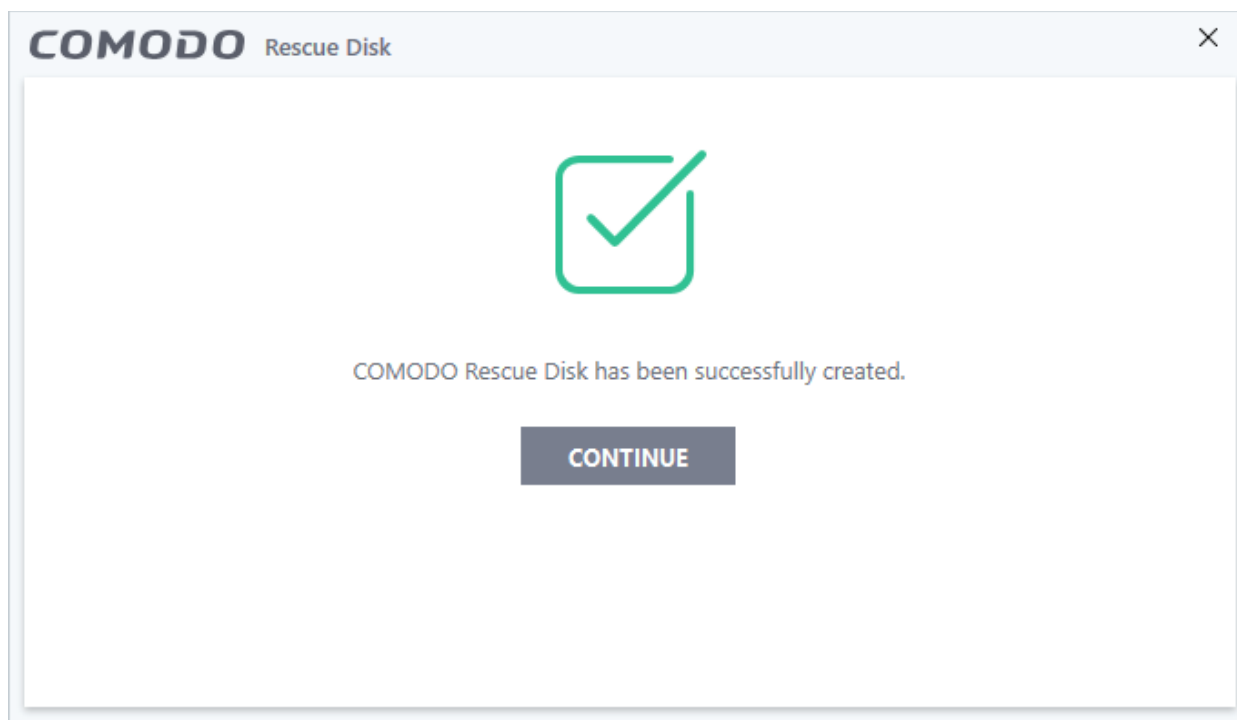 COMODO Rescue Disk
COMODO Rescue Disk has been successfully created.
CONTINUE